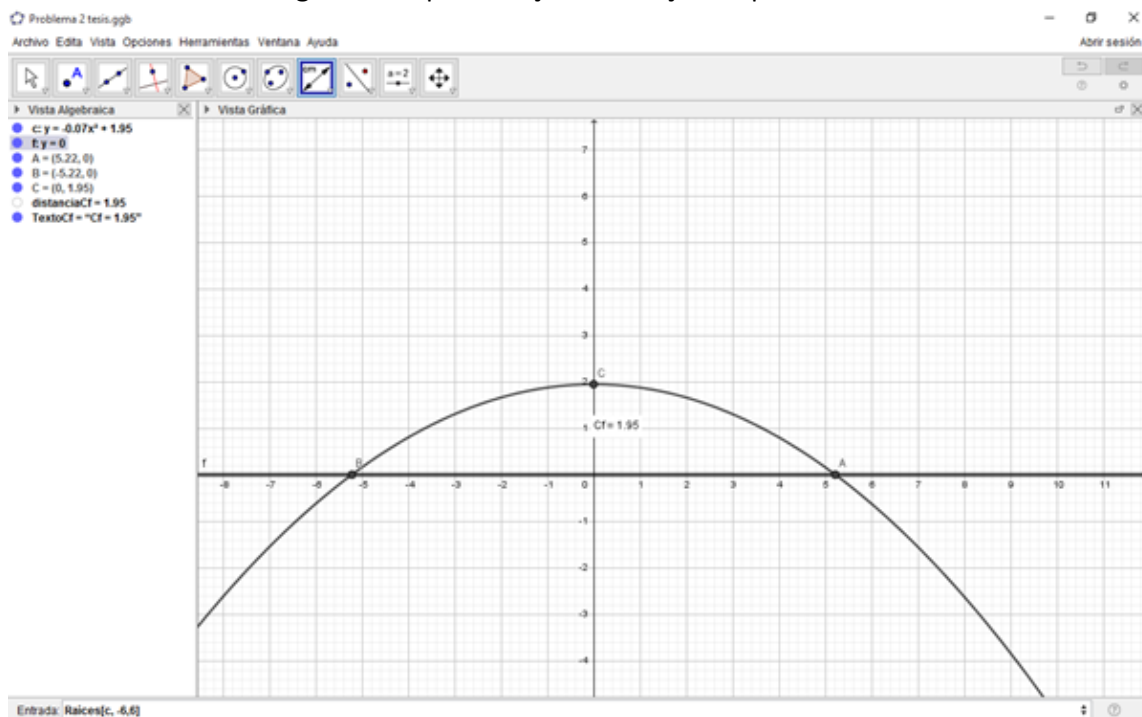 Problema 2 tesis.ggb
Archivo Edita Vista Opciones Herramientas Ventana Ayuda
Abrir sesión
A
cm
a=2
Vista Algebraica
Vista Gráfica
c: y = -0.07x² + 1.95
f: y = 0
A = (5.22, 0)
B = (-5.22, 0)
C = (0, 1.95)
distanciaCf = 1.95
TextoCf = "Cf = 1.95"
7
6
5
4
3
2 C
1 Cf = 1.95
f B A
-8 -7 -6 -5 -4 -3 -2 -1 0 1 2 3 4 5 6 7 8 9 10 11
-1
-2
-3
-4
Entrada: Raices[c, -6,6]